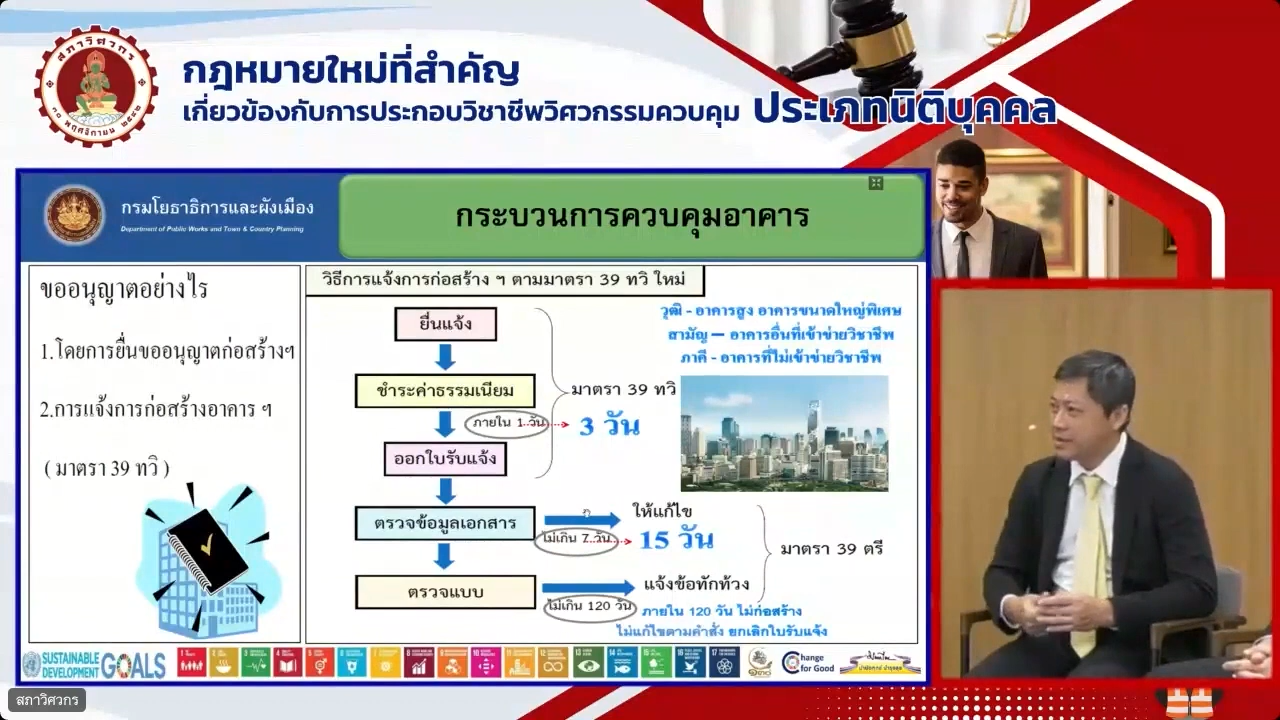 สภาวิศวกร
๓๐ พฤศจิกายน ๒๕๔๒
กฎหมายใหม่ที่สำคัญ
เกี่ยวข้องกับการประกอบวิชาชีพวิศวกรรมควบคุม ประเภทนิติบุคคล
กรมโยธาธิการและผังเมือง
Department of Public Works and Town & Country Planning
กระบวนการควบคุมอาคาร
ขออนุญาตอย่างไร
1.โดยการยื่นขออนุญาตก่อสร้างฯ
2.การแจ้งการก่อสร้างอาคาร ฯ
( มาตรา 39 ทวิ )
วิธีการแจ้งการก่อสร้าง ฯ ตามมาตรา 39 ทวิ ใหม่
ยื่นแจ้ง
ชำระค่าธรรมเนียม
ภายใน 1 วัน
ออกใบรับแจ้ง
มาตรา 39 ทวิ
3 วัน
วุฒิ - อาคารสูง อาคารขนาดใหญ่พิเศษ
สามัญ – อาคารอื่นที่เข้าข่ายวิชาชีพ
ภาคี - อาคารที่ไม่เข้าข่ายวิชาชีพ
ตรวจข้อมูลเอกสาร
ไม่เกิน 7 วัน
ให้แก้ไข
15 วัน
มาตรา 39 ตรี
ตรวจแบบ
ไม่เกิน 120 วัน
แจ้งข้อทักท้วง
ภายใน 120 วัน ไม่ก่อสร้าง
ไม่แก้ไขตามคำสั่ง ยกเลิกใบรับแจ้ง
SUSTAINABLE DEVELOPMENT GOALS
Change for Good
สภาวิศวกร